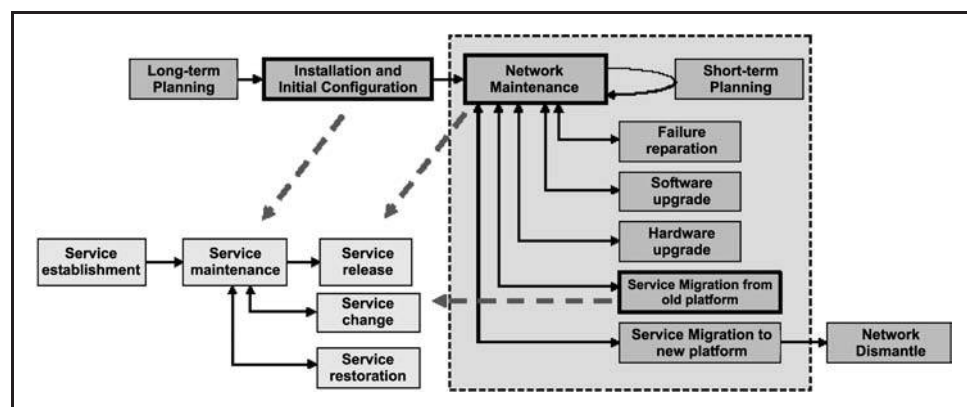 Long-term
Planning
Installation and
Initial Configuration
Network
Maintenance
Short-term
Planning
Failure
reparation
Software
upgrade
Hardware
upgrade
Service
establishment
Service
maintenance
Service
release
Service Migration from
old platform
Service
change
Service Migration to
new platform
Network
Dismantle
Service
restoration